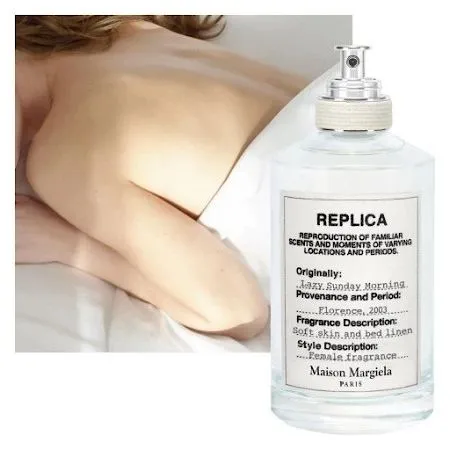 REPLICA
REPRODUCTION OF FAMILIAR
SCENTS AND MOMENTS OF VARYING
LOCATIONS AND PERIODS.
Originally:
Lazy Sunday Morning
Provenance and Period:
Florence, 2003
Fragrance Description:
Soft skin and bed linen
Style Description:
Female fragrance
Maison Margiela
PARIS